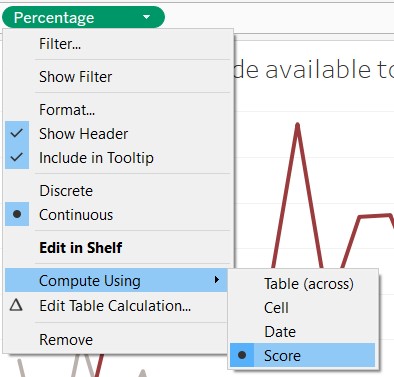 Percentage
de available to
Filter...
Show Filter
Format...
Show Header
Include in Tooltip
Discrete
Continuous
Edit in Shelf
Compute Using
Edit Table Calculation...
Remove
Table (across)
Cell
Date
Score